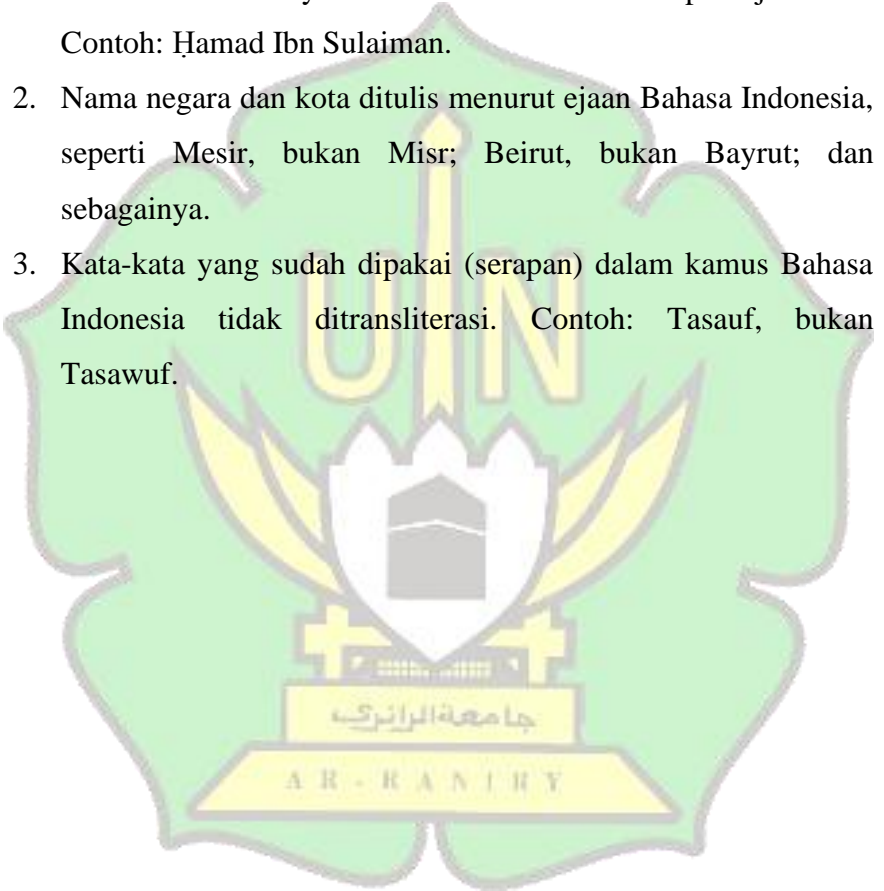 Contoh: Ḥamad Ibn Sulaiman.
2. Nama negara dan kota ditulis menurut ejaan Bahasa Indonesia,
seperti Mesir, bukan Misr; Beirut, bukan Bayrut; dan
sebagainya.
3. Kata-kata yang sudah dipakai (serapan) dalam kamus Bahasa
Indonesia tidak ditransliterasi. Contoh: Tasauf, bukan
Tasawuf.
UIN
جامعة الرانري
AR-RANIRY